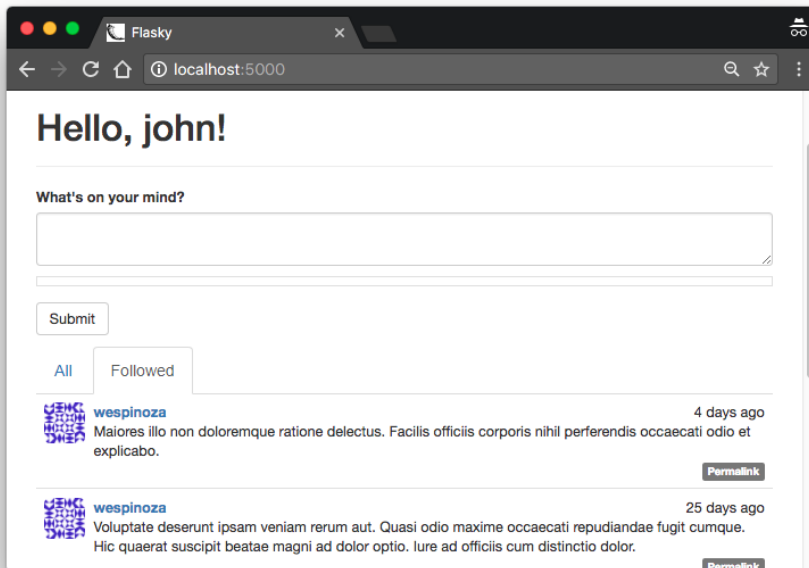 Flasky
localhost:5000
Hello, john!
What's on your mind?
Submit
All Followed
wespinoza 4 days ago
Maiores illo non doloremque ratione delectus. Facilis officiis corporis nihil perferendis occaecati odio et
explicabo.
Permalink
wespinoza 25 days ago
Voluptate deserunt ipsam veniam rerum aut. Quasi odio maxime occaecati repudiandae fugit cumque.
Hic quaerat suscipit beatae magni ad dolor optio. Iure ad officiis cum distinctio dolor.
Permalink